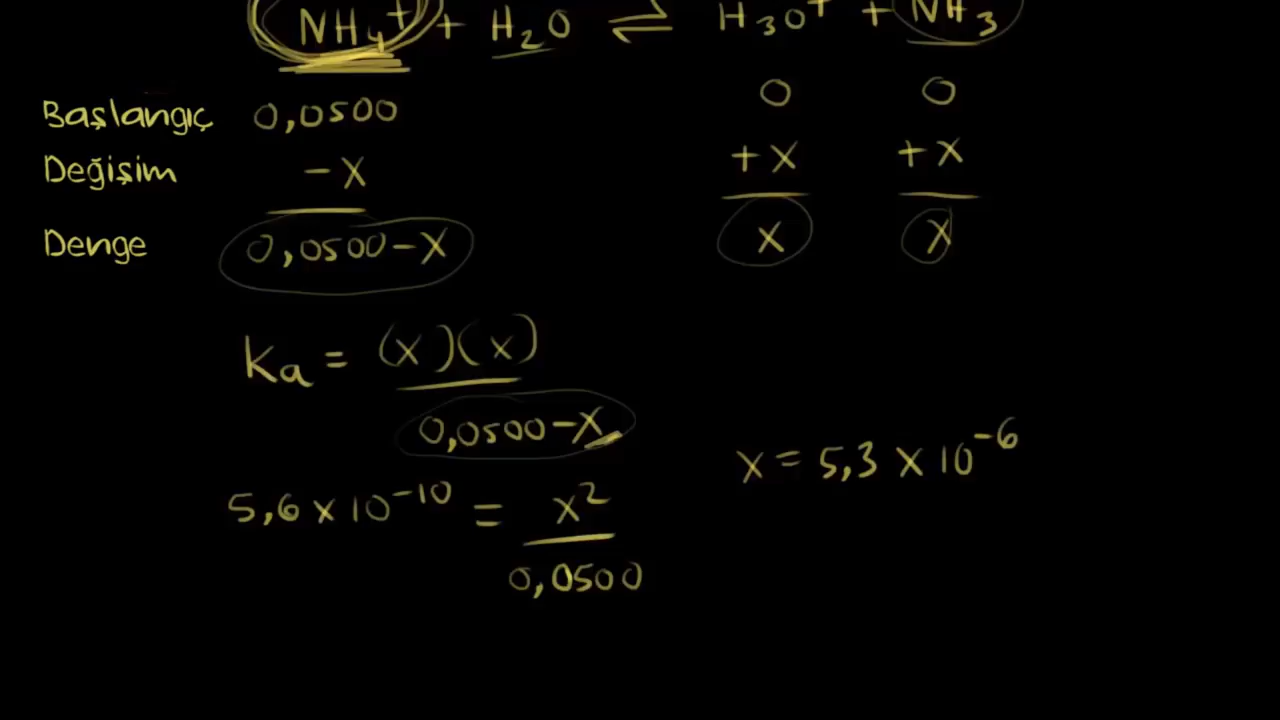 NH₄⁺ + H₂O ⇌ H₃O⁺ + NH₃
Başlangıç 0,0500 0 0
Değişim -X +X +X
Denge 0,0500-X X X
Ka = (x)(x)
0,0500-X
x = 5,3 x 10⁻⁶
5,6 x 10⁻¹⁰ = x²
0,0500